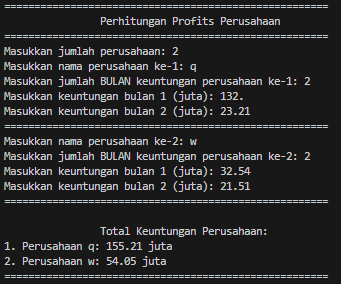 ======================================================
Perhitungan Profits Perusahaan
======================================================
Masukkan jumlah perusahaan: 2
Masukkan nama perusahaan ke-1: q
Masukkan jumlah BULAN keuntungan perusahaan ke-1: 2
Masukkan keuntungan bulan 1 (juta): 132.
Masukkan keuntungan bulan 2 (juta): 23.21
======================================================
Masukkan nama perusahaan ke-2: w
Masukkan jumlah BULAN keuntungan perusahaan ke-2: 2
Masukkan keuntungan bulan 1 (juta): 32.54
Masukkan keuntungan bulan 2 (juta): 21.51
======================================================
Total Keuntungan Perusahaan:
1. Perusahaan q: 155.21 juta
2. Perusahaan w: 54.05 juta
======================================================